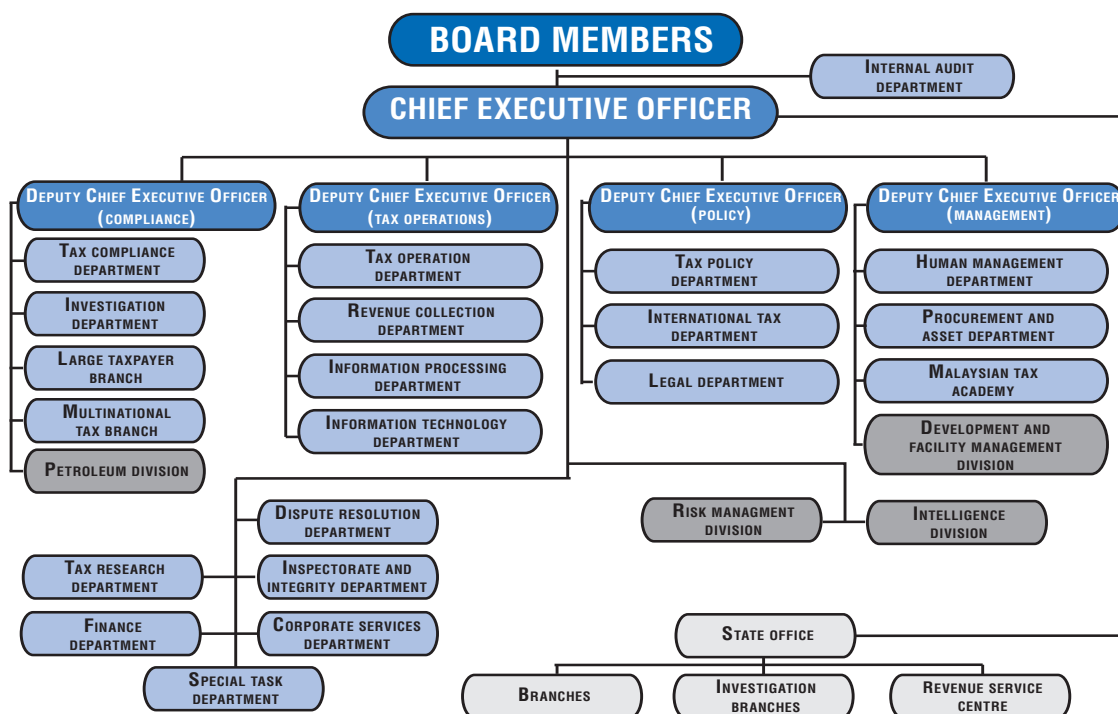 BOARD MEMBERS
INTERNAL AUDIT
DEPARTMENT
CHIEF EXECUTIVE OFFICER
DEPUTY CHIEF EXECUTIVE OFFICER
(COMPLIANCE)
TAX COMPLIANCE
DEPARTMENT
INVESTIGATION
DEPARTMENT
LARGE TAXPAYER
BRANCH
MULTINATIONAL
TAX BRANCH
PETROLEUM DIVISION
DEPUTY CHIEF EXECUTIVE OFFICER
(TAX OPERATIONS)
TAX OPERATION
DEPARTMENT
REVENUE COLLECTION
DEPARTMENT
INFORMATION PROCESSING
DEPARTMENT
INFORMATION TECHNOLOGY
DEPARTMENT
DEPUTY CHIEF EXECUTIVE OFFICER
(POLICY)
TAX POLICY
DEPARTMENT
INTERNATIONAL TAX
DEPARTMENT
LEGAL DEPARTMENT
DEPUTY CHIEF EXECUTIVE OFFICER
(MANAGEMENT)
HUMAN MANAGEMENT
DEPARTMENT
PROCUREMENT AND
ASSET DEPARTMENT
MALAYSIAN TAX
ACADEMY
DEVELOPMENT AND
FACILITY MANAGEMENT
DIVISION
DISPUTE RESOLUTION
DEPARTMENT
TAX RESEARCH
DEPARTMENT
INSPECTORATE AND
INTEGRITY DEPARTMENT
FINANCE
DEPARTMENT
CORPORATE SERVICES
DEPARTMENT
SPECIAL TASK
DEPARTMENT
RISK MANAGMENT
DIVISION
INTELLIGENCE
DIVISION
STATE OFFICE
BRANCHES
INVESTIGATION
BRANCHES
REVENUE SERVICE
CENTRE